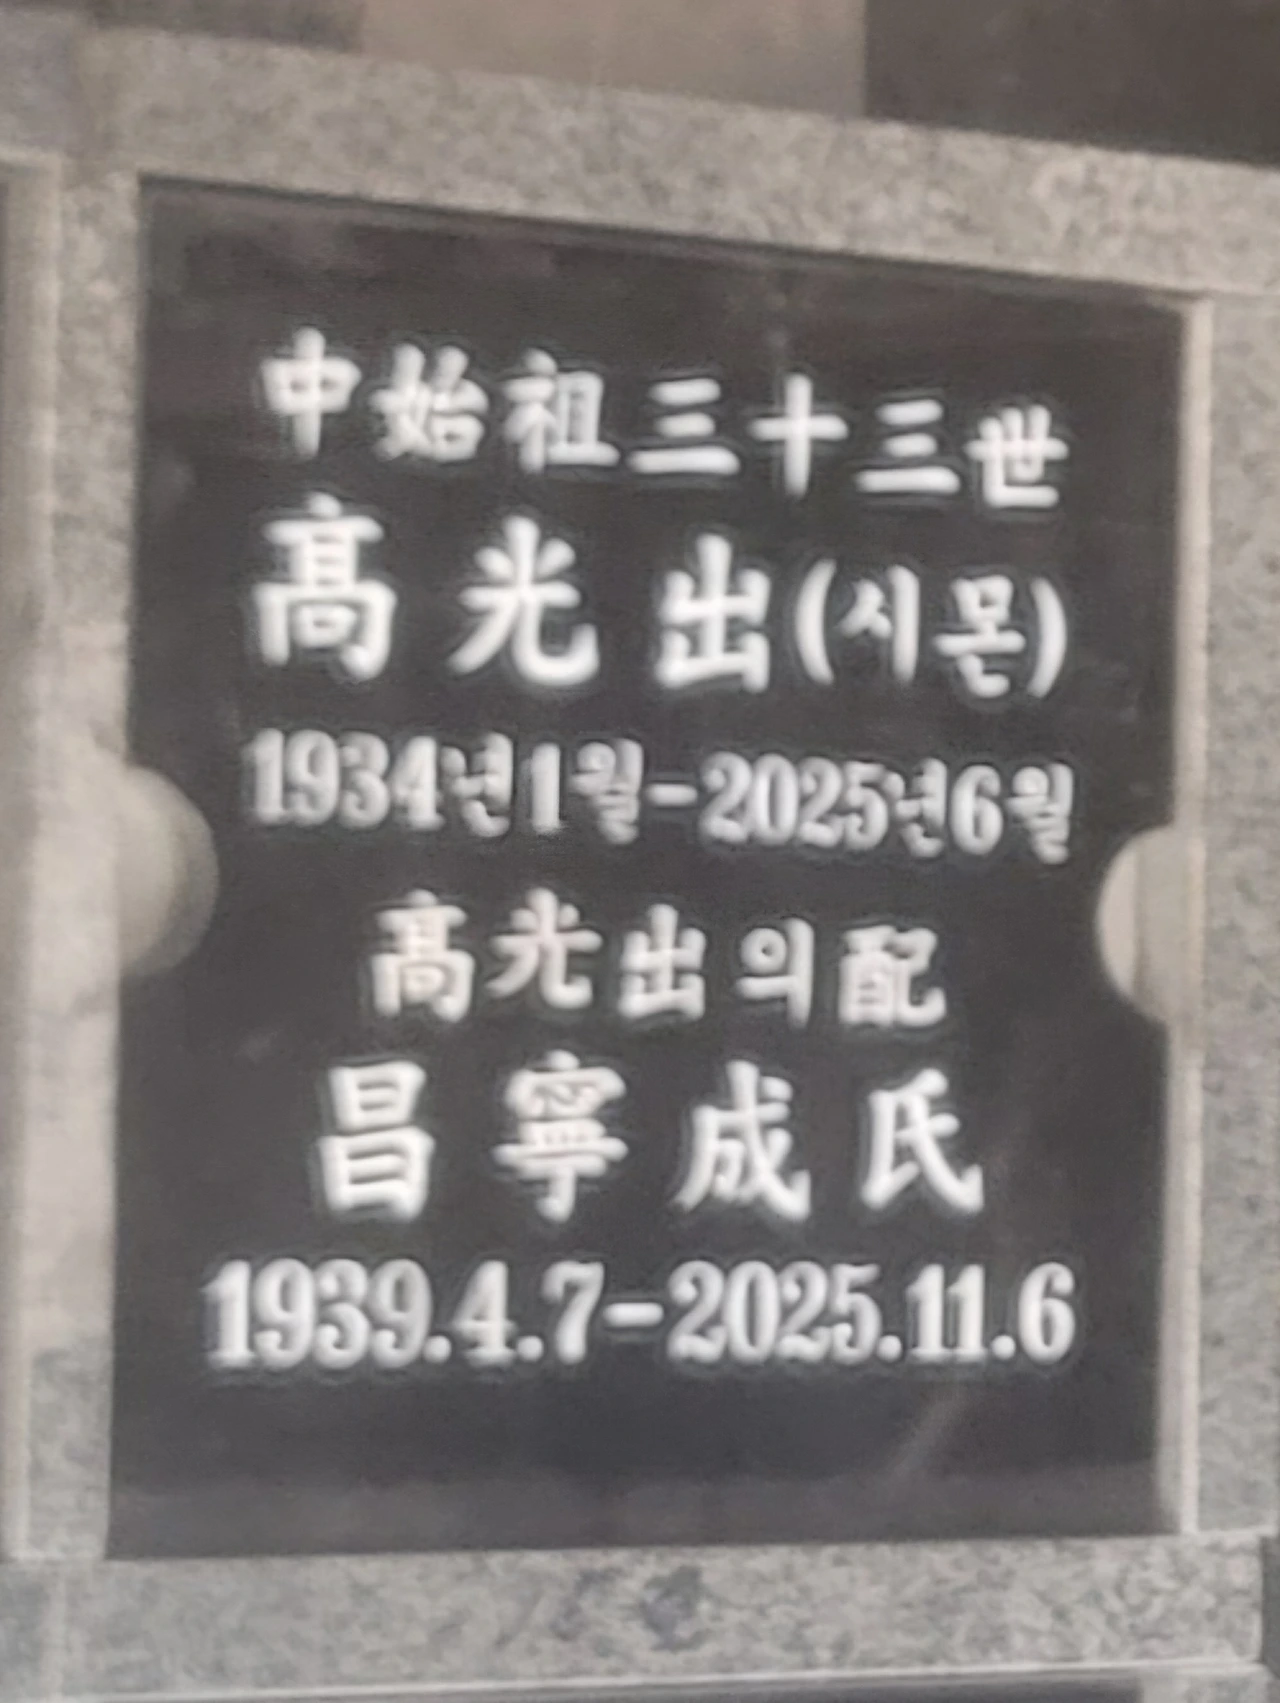 中始祖三十三世
髙光出(시몬)
1934년1월-2025년6월
髙光出의配
昌寧成氏
1939.4.7-2025.11.6